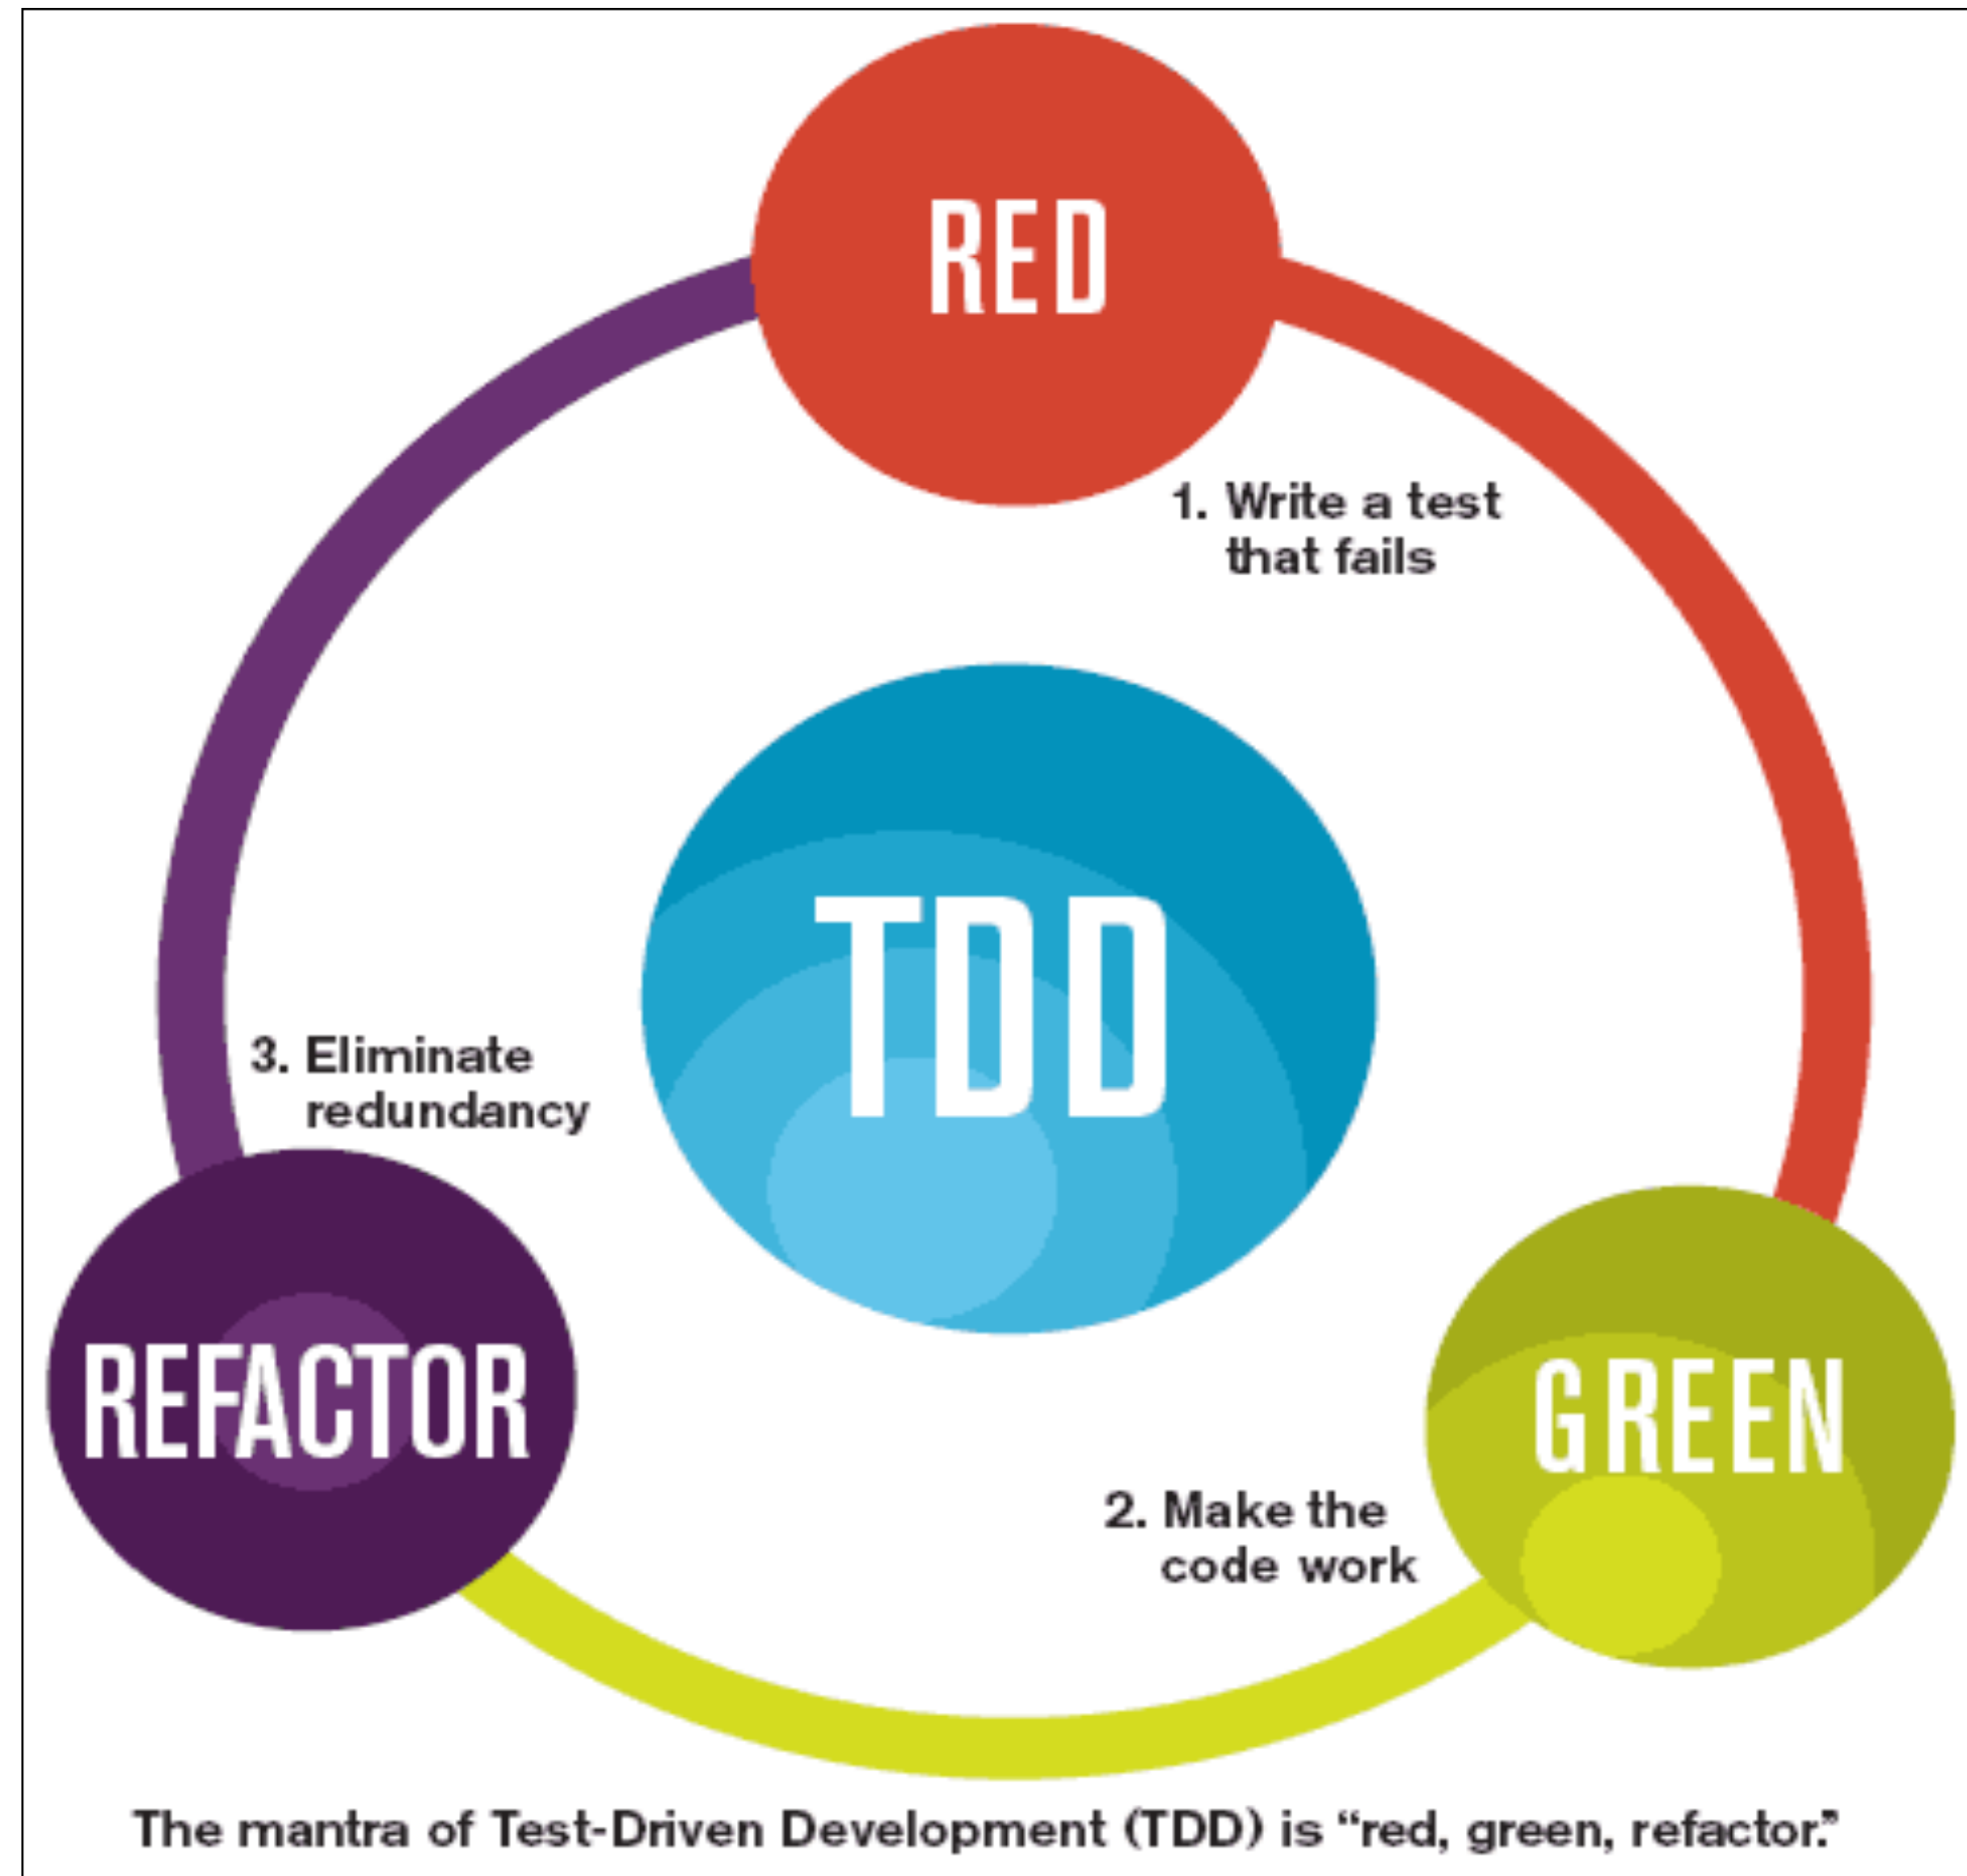 RED
1. Write a test
that fails
TDD
3. Eliminate
redundancy
REFACTOR
GREEN
2. Make the
code work
The mantra of Test-Driven Development (TDD) is “red, green, refactor.”